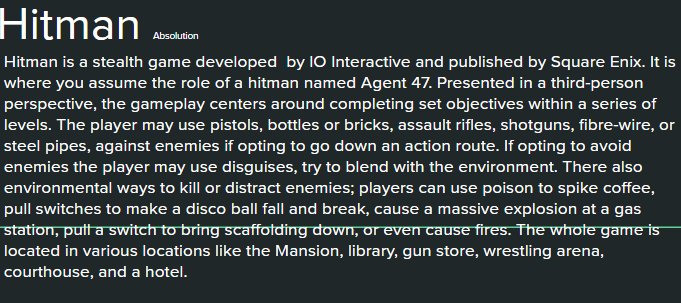 Hitman Absolution
Hitman is a stealth game developed  by IO Interactive and published by Square Enix. It is
where you assume the role of a hitman named Agent 47. Presented in a third-person
perspective, the gameplay centers around completing set objectives within a series of
levels. The player may use pistols, bottles or bricks, assault rifles, shotguns, fibre-wire, or
steel pipes, against enemies if opting to go down an action route. If opting to avoid
enemies the player may use disguises, try to blend with the environment. There also
environmental ways to kill or distract enemies; players can use poison to spike coffee,
pull switches to make a disco ball fall and break, cause a massive explosion at a gas
station, pull a switch to bring scaffolding down, or even cause fires. The whole game is
located in various locations like the Mansion, library, gun store, wrestling arena,
courthouse, and a hotel.